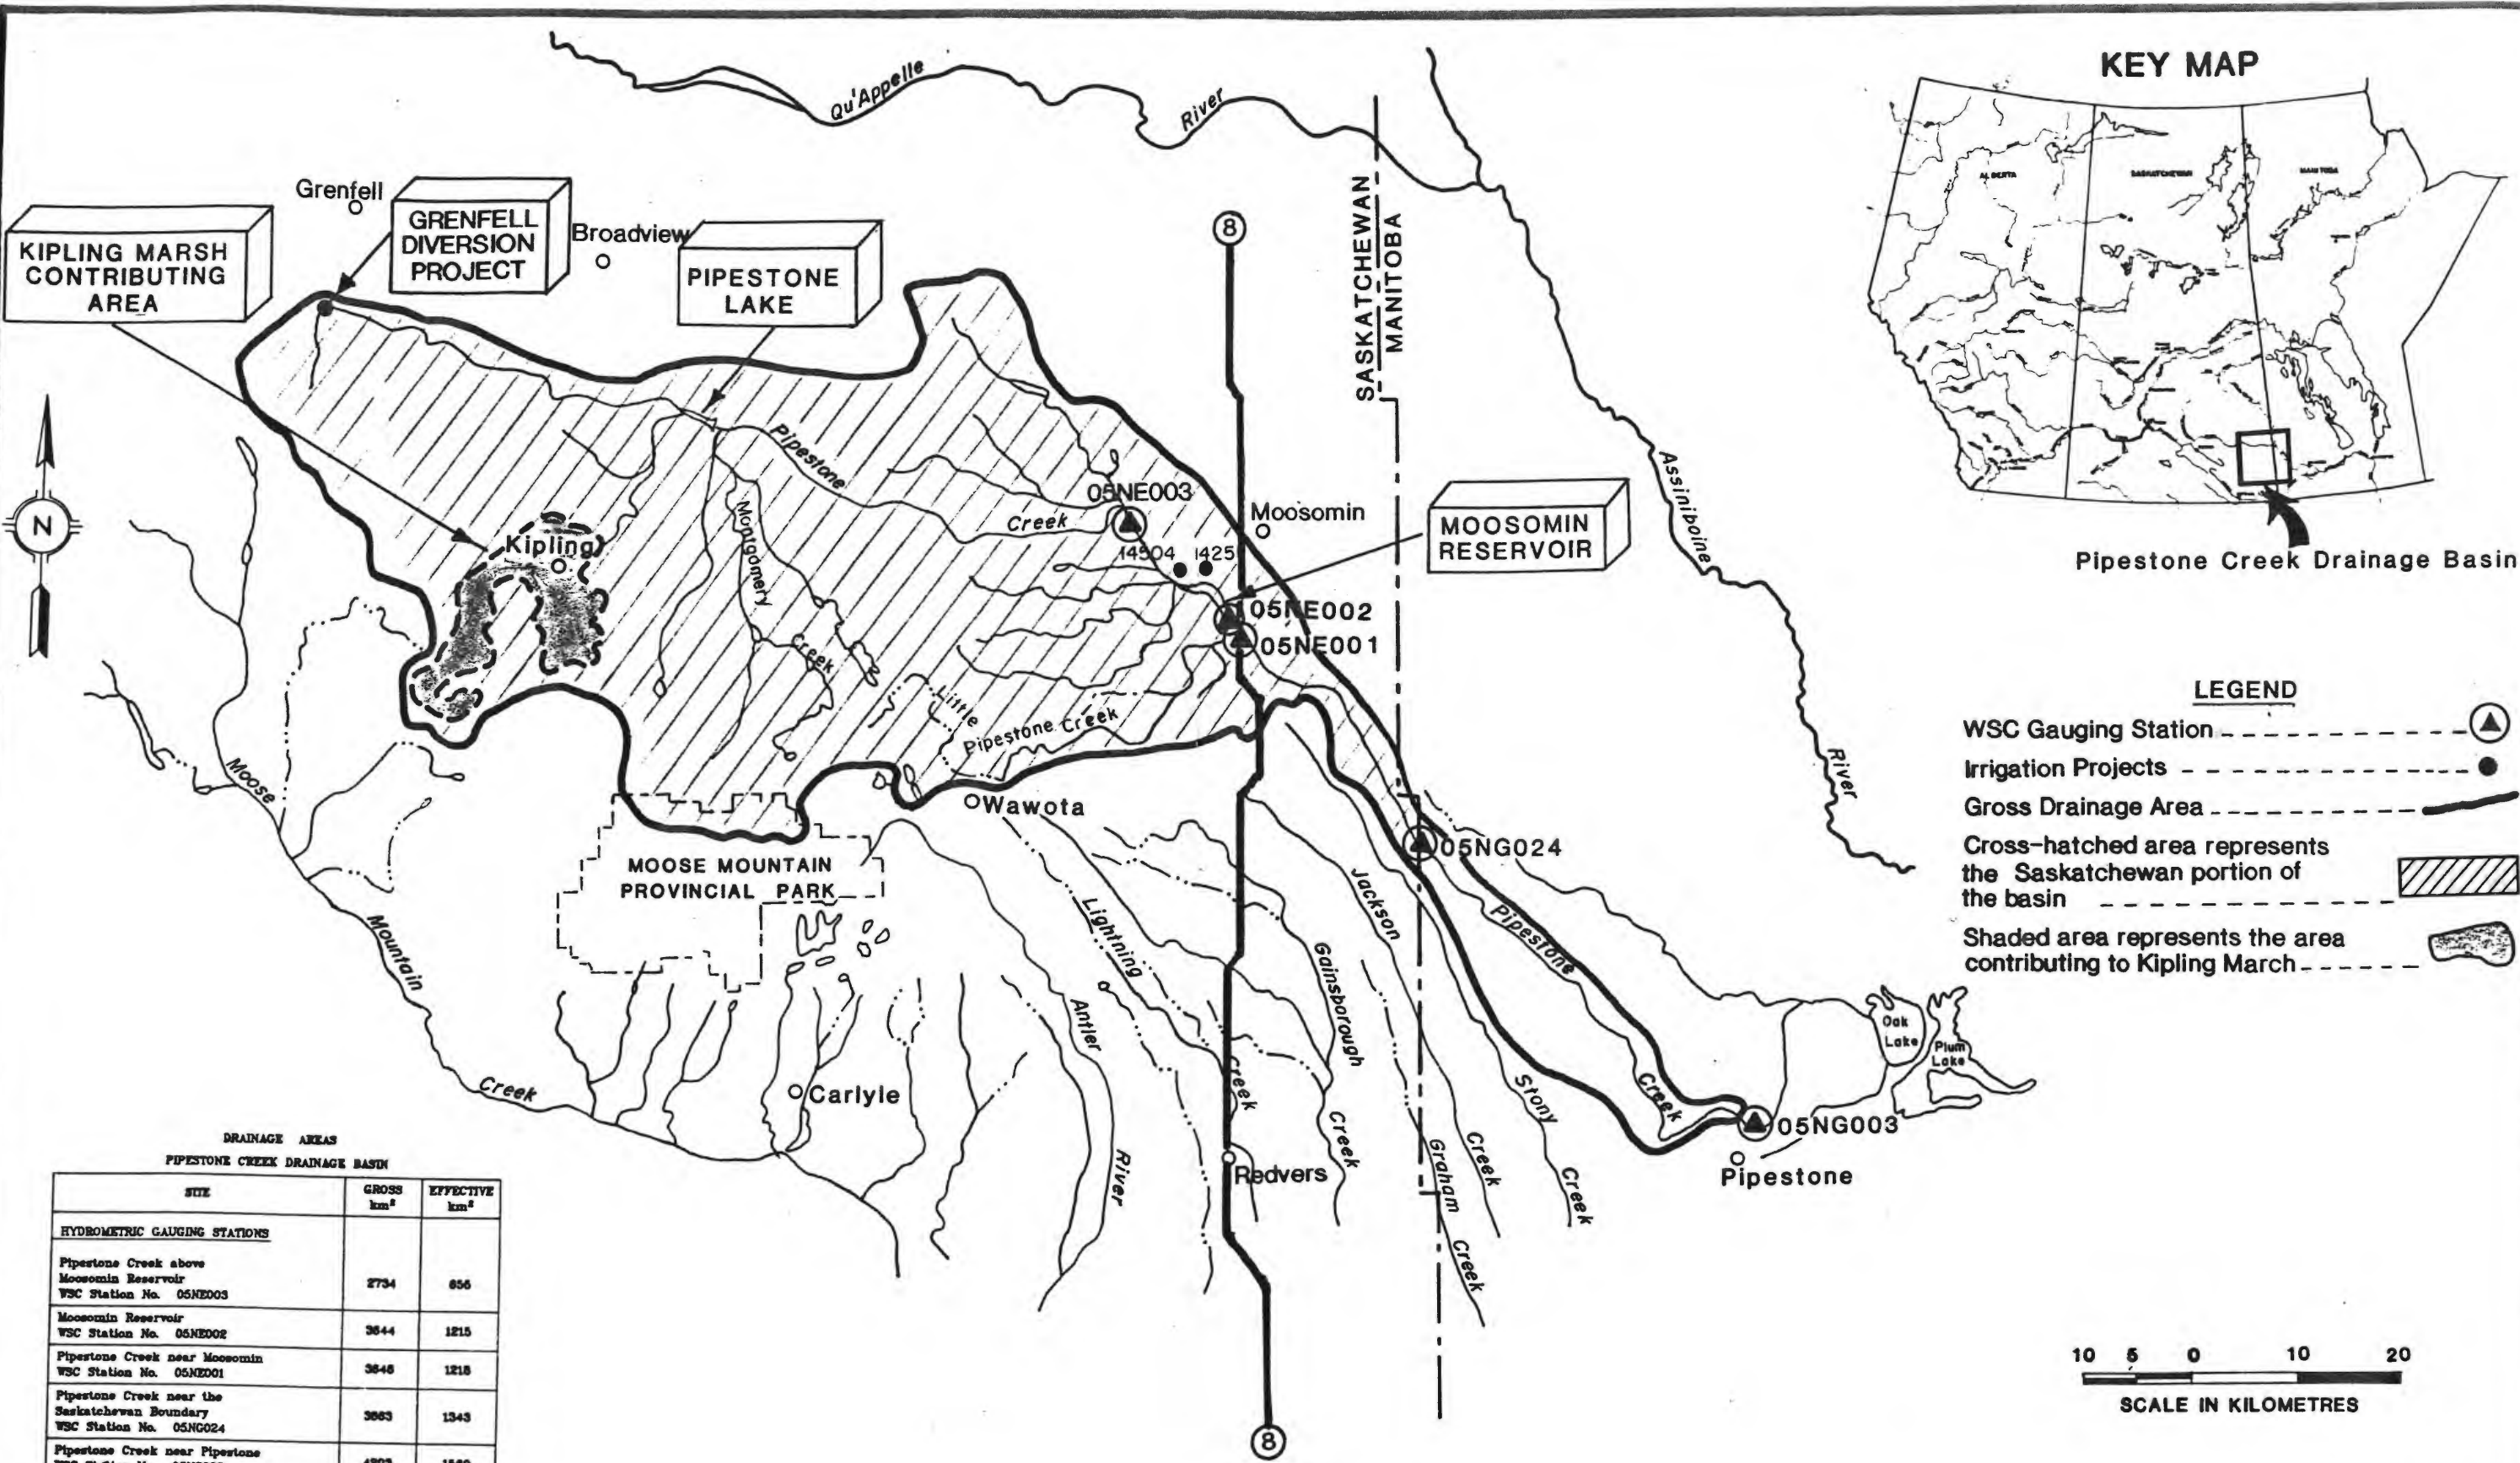 KEY MAP
Qu'Appelle
River
Grenfell
GRENFELL
DIVERSION
PROJECT
Broadview
KIPLING MARSH
CONTRIBUTING
AREA
PIPESTONE
LAKE
8
SASKATCHEWAN
MANITOBA
ALBERTA
SASKATCHEWAN
MANITOBA
Pipestone Creek Drainage Basin
N
Pipestone
Creek
05NE003
Moosomin
MOOSOMIN
RESERVOIR
Assiniboine
River
14504
1425
Kipling
Montgomery
Creek
05NE002
05NE001
Little
Pipestone Creek
Moose
Mountain
Creek
Wawota
MOOSE MOUNTAIN
PROVINCIAL PARK
05NG024
Lightning
Creek
Jackson
Creek
Gainsborough
Creek
Antler
River
Stony
Creek
Graham
Creek
Pipestone
Creek
Oak
Lake
Plum
Lake
05NG003
Pipestone
Carlyle
Redvers
8
LEGEND
WSC Gauging Station
Irrigation Projects
Gross Drainage Area
Cross-hatched area represents
the Saskatchewan portion of
the basin
Shaded area represents the area
contributing to Kipling March
10 5 0 10 20
SCALE IN KILOMETRES
DRAINAGE AREAS
PIPESTONE CREEK DRAINAGE BASIN
SITE GROSS km² EFFECTIVE km²
HYDROMETRIC GAUGING STATIONS
Pipestone Creek above
Moosomin Reservoir
WSC Station No. 05NE003 2734
Moosomin Reservoir
WSC Station No. 05NE002 3644 1215
Pipestone Creek near Moosomin
WSC Station No. 05NE001
Pipestone Creek near the
Saskatchewan Boundary
WSC Station No. 05NG024 1343
Pipestone Creek near Pipestone